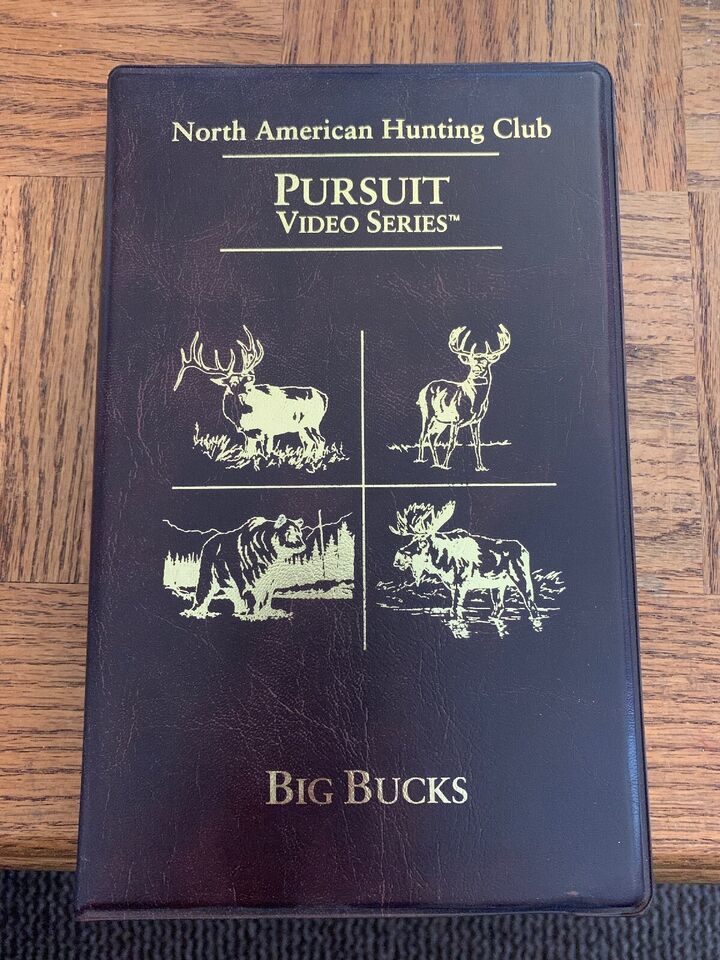 North American Hunting Club
PURSUIT
VIDEO SERIES™
BIG BUCKS